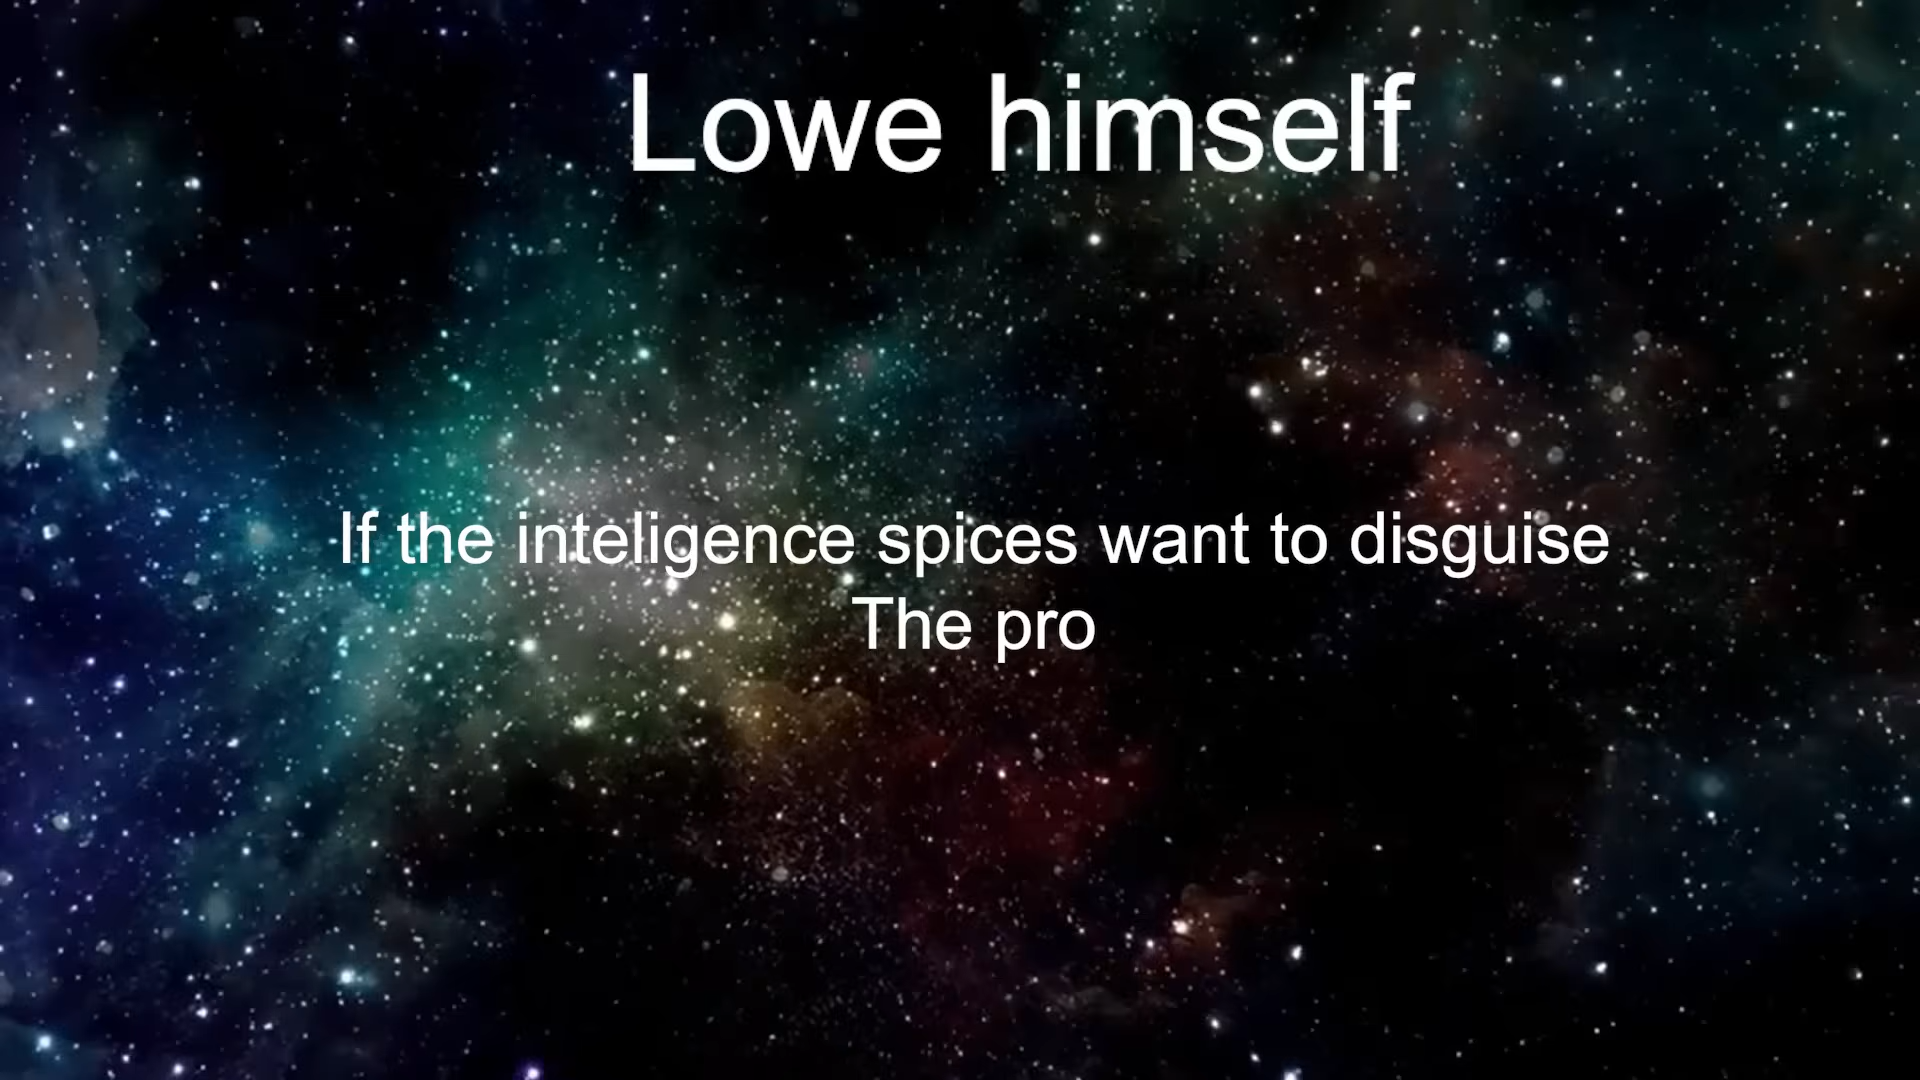 Lowe himself
If the inteligence spices want to disguise
The pro